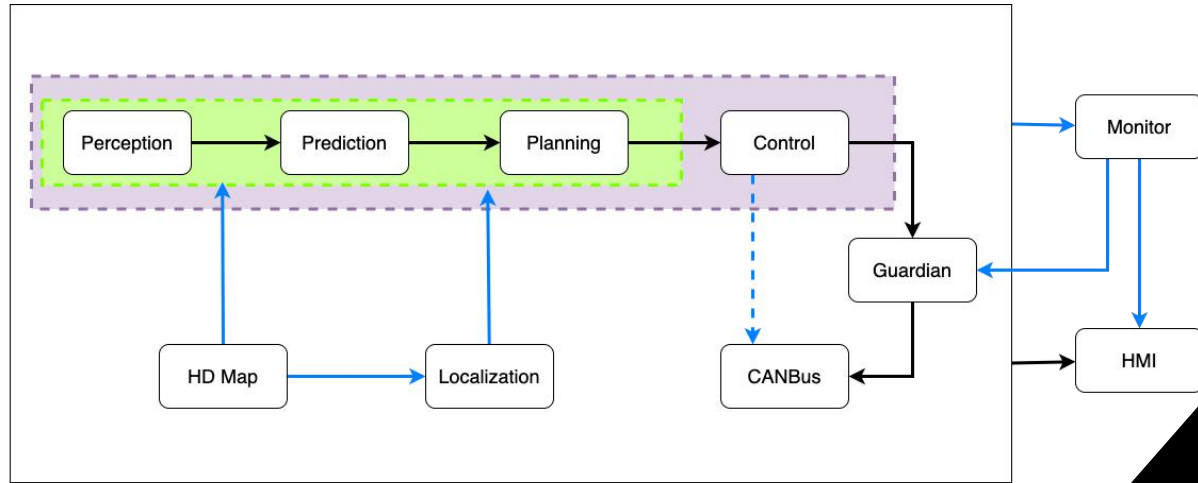 Perception
Prediction
Planning
Control
Monitor
Guardian
HD Map
Localization
CANBus
HMI